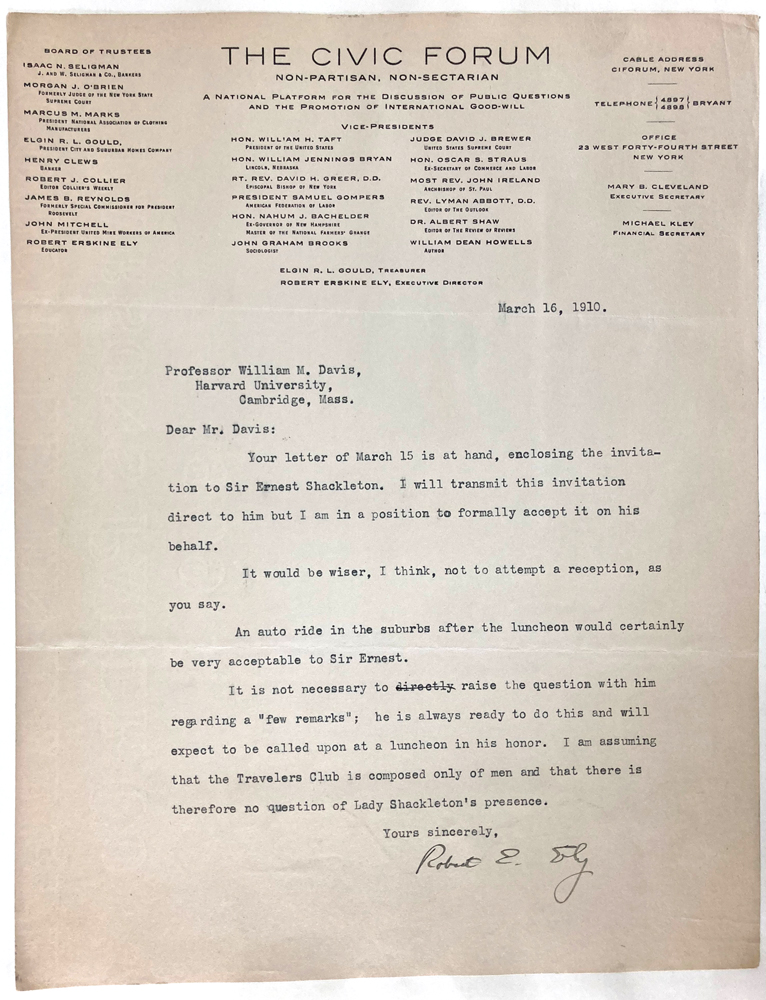 BOARD OF TRUSTEES
ISAAC N. SELIGMAN
J. AND W. SELIGMAN & CO., BANKERS
MORGAN J. O'BRIEN
FORMERLY JUDGE OF THE NEW YORK STATE
SUPREME COURT
MARCUS M. MARKS
PRESIDENT NATIONAL ASSOCIATION OF CLOTHING
MANUFACTURERS
ELGIN R. L. GOULD,
PRESIDENT CITY AND SUBURBAN HOMES COMPANY
HENRY CLEWS
BANKER
ROBERT J. COLLIER
EDITOR COLLIER'S WEEKLY
JAMES B. REYNOLDS
FORMERLY SPECIAL COMMISSIONER FOR PRESIDENT
ROOSEVELT
JOHN MITCHELL
EX-PRESIDENT UNITED MINE WORKERS OF AMERICA
ROBERT ERSKINE ELY
EDUCATOR
THE CIVIC FORUM
NON-PARTISAN, NON-SECTARIAN
A NATIONAL PLATFORM FOR THE DISCUSSION OF PUBLIC QUESTIONS
AND THE PROMOTION OF INTERNATIONAL GOOD-WILL
VICE-PRESIDENTS
HON. WILLIAM H. TAFT
PRESIDENT OF THE UNITED STATES
HON. WILLIAM JENNINGS BRYAN
LINCOLN, NEBRASKA
RT. REV. DAVID H. GREER, D.D.
EPISCOPAL BISHOP OF NEW YORK
PRESIDENT SAMUEL GOMPERS
AMERICAN FEDERATION OF LABOR
HON. NAHUM J. BACHELDER
EX-GOVERNOR OF NEW HAMPSHIRE
MASTER OF THE NATIONAL FARMERS' GRANGE
JOHN GRAHAM BROOKS
SOCIOLOGIST
JUDGE DAVID J. BREWER
UNITED STATES SUPREME COURT
HON. OSCAR S. STRAUS
EX-SECRETARY OF COMMERCE AND LABOR
MOST REV. JOHN IRELAND
ARCHBISHOP OF ST. PAUL
REV. LYMAN ABBOTT, D.D.
EDITOR OF THE OUTLOOK
DR. ALBERT SHAW
EDITOR OF THE REVIEW OF REVIEWS
WILLIAM DEAN HOWELLS
AUTHOR
ELGIN R. L. GOULD, TREASURER
ROBERT ERSKINE ELY, EXECUTIVE DIRECTOR
CABLE ADDRESS
CIFORUM, NEW YORK
TELEPHONE { 4897 4898 } BRYANT
OFFICE
23 WEST FORTY-FOURTH STREET
NEW YORK
MARY B. CLEVELAND
EXECUTIVE SECRETARY
MICHAEL KLEY
FINANCIAL SECRETARY
March 16, 1910.
Professor William M. Davis,
Harvard University,
Cambridge, Mass.
Dear Mr. Davis:
Your letter of March 15 is at hand, enclosing the invita-
tion to Sir Ernest Shackleton. I will transmit this invitation
direct to him but I am in a position to formally accept it on his
behalf.
It would be wiser, I think, not to attempt a reception, as
you say.
An auto ride in the suburbs after the luncheon would certainly
be very acceptable to Sir Ernest.
It is not necessary to directly raise the question with him
regarding a "few remarks"; he is always ready to do this and will
expect to be called upon at a luncheon in his honor. I am assuming
that the Travelers Club is composed only of men and that there is
therefore no question of Lady Shackleton's presence.
Yours sincerely,
Robert E. Ely